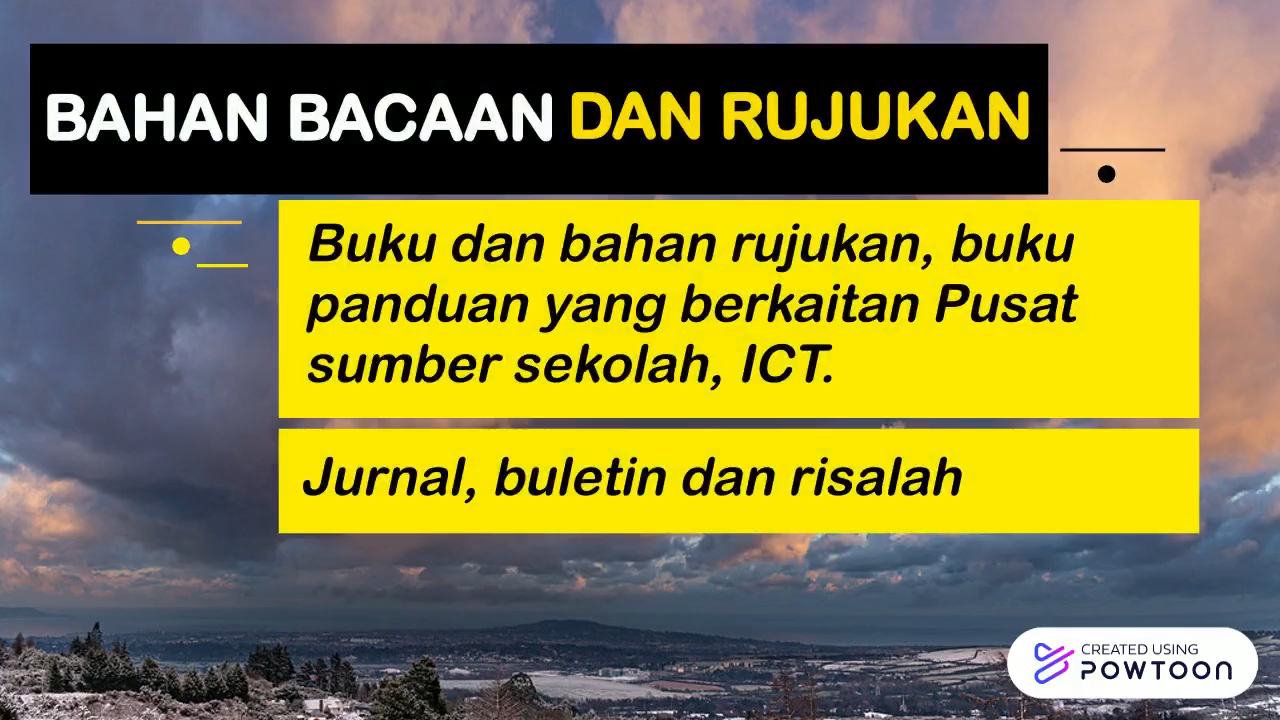 BAHAN BACAAN DAN RUJUKAN
Buku dan bahan rujukan, buku
panduan yang berkaitan Pusat
sumber sekolah, ICT.
Jurnal, buletin dan risalah
CREATED USING
POWTOON